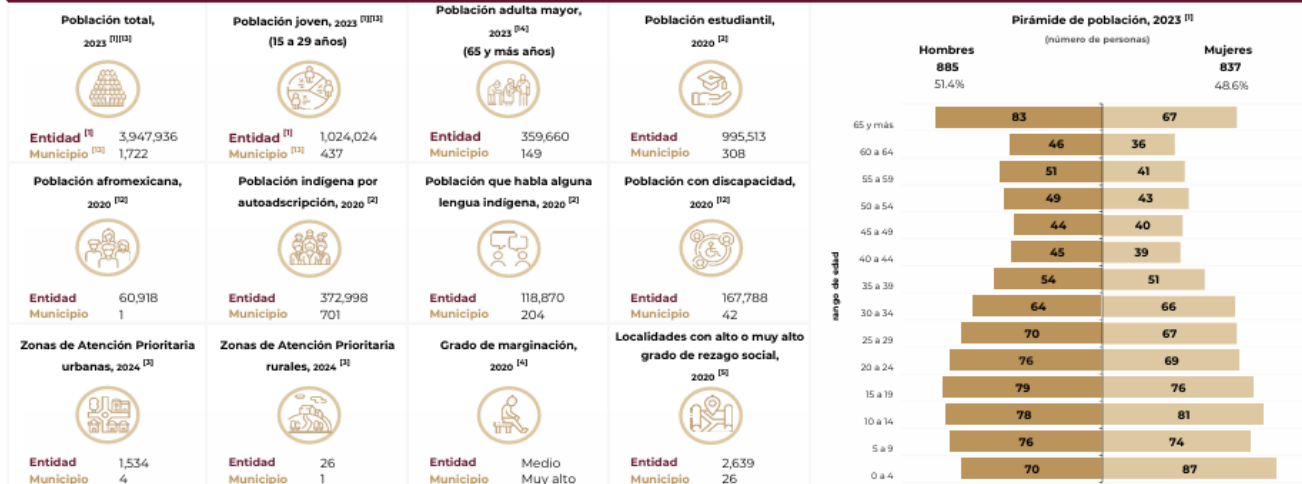 Población total,
2023 [1][13]
Entidad [1] 3,947,936
Municipio [13] 1,722
Población joven, 2023 [1][13]
(15 a 29 años)
Entidad [1] 1,024,024
Municipio [13] 437
Población adulta mayor,
2023 [14]
(65 y más años)
Entidad 359,660
Municipio 149
Población estudiantil,
2020 [2]
Entidad 995,513
Municipio 308
Población afromexicana,
2020 [12]
Entidad 60,918
Municipio 1
Población indígena por
autoadscripción, 2020 [2]
Entidad 372,998
Municipio 701
Población que habla alguna
lengua indígena, 2020 [2]
Entidad 118,870
Municipio 204
Población con discapacidad,
2020 [12]
Entidad 167,788
Municipio 42
Zonas de Atención Prioritaria
urbanas, 2024 [3]
Entidad 1,534
Municipio 4
Zonas de Atención Prioritaria
rurales, 2024 [3]
Entidad 26
Municipio 1
Grado de marginación,
2020 [4]
Entidad Medio
Municipio Muy alto
Localidades con alto o muy alto
grado de rezago social,
2020 [5]
Entidad 2,639
Municipio 26
Pirámide de población, 2023 [1]
(número de personas)
Hombres Mujeres
885 837
51.4% 48.6%
rango de edad
65 y más 83 67
60 a 64 46 36
55 a 59 51 41
50 a 54 49 43
45 a 49 44 40
40 a 44 45 39
35 a 39 54 51
30 a 34 64 66
25 a 29 70 67
20 a 24 76 69
15 a 19 79 76
10 a 14 78 81
5 a 9 76 74
0 a 4 70 87